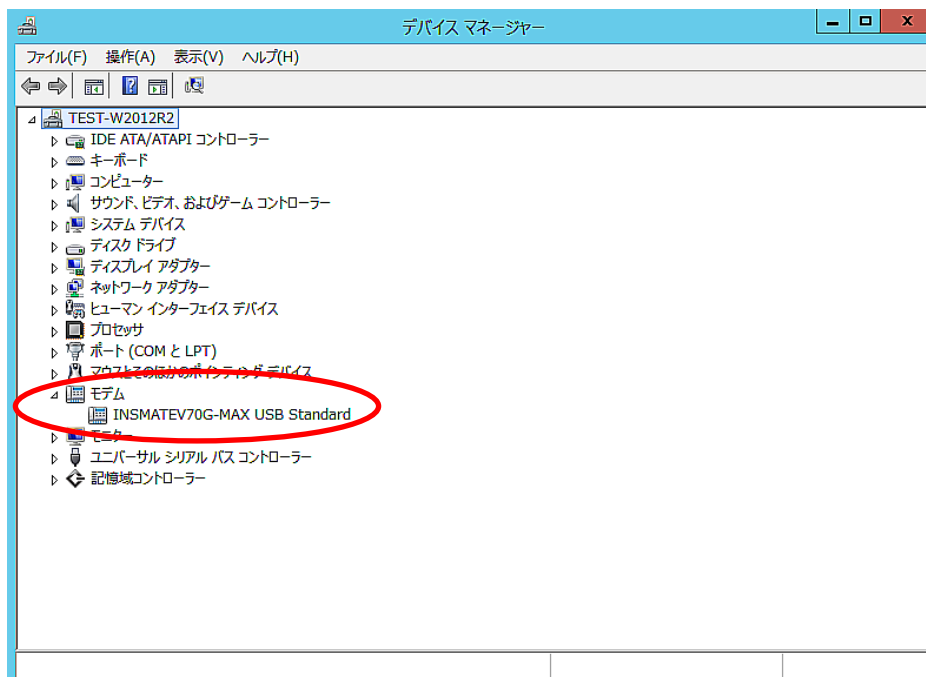 デバイス マネージャー
ファイル(F) 操作(A) 表示(V) ヘルプ(H)
TEST-W2012R2
IDE ATA/ATAPI コントローラー
キーボード
コンピューター
サウンド、ビデオ、およびゲーム コントローラー
システム デバイス
ディスク ドライブ
ディスプレイ アダプター
ネットワーク アダプター
ヒューマン インターフェイス デバイス
プロセッサ
ポート (COM と LPT)
マウスとそのほかのポインティング デバイス
モデム
INSMATEV70G-MAX USB Standard
モニター
ユニバーサル シリアル バス コントローラー
記憶域コントローラー